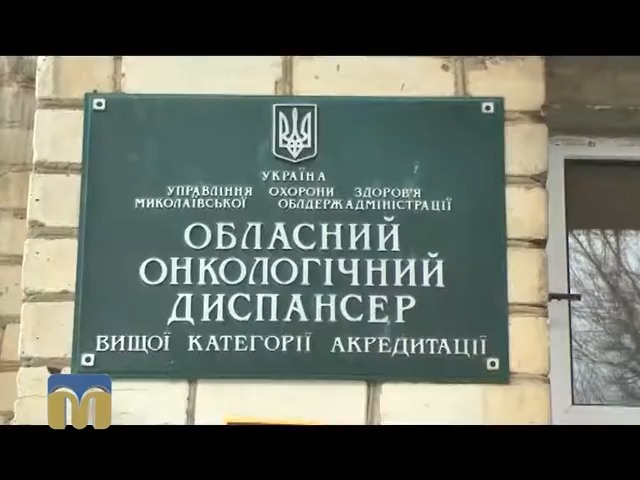 УКРАЇНА
УПРАВЛІННЯ ОХОРОНИ ЗДОРОВ'Я
МИКОЛАЇВСЬКОЇ ОБЛДЕРЖАДМІНІСТРАЦІЇ
ОБЛАСНИЙ
ОНКОЛОГІЧНИЙ
ДИСПАНСЕР
ВИЩОЇ КАТЕГОРІЇ АКРЕДИТАЦІЇ
М